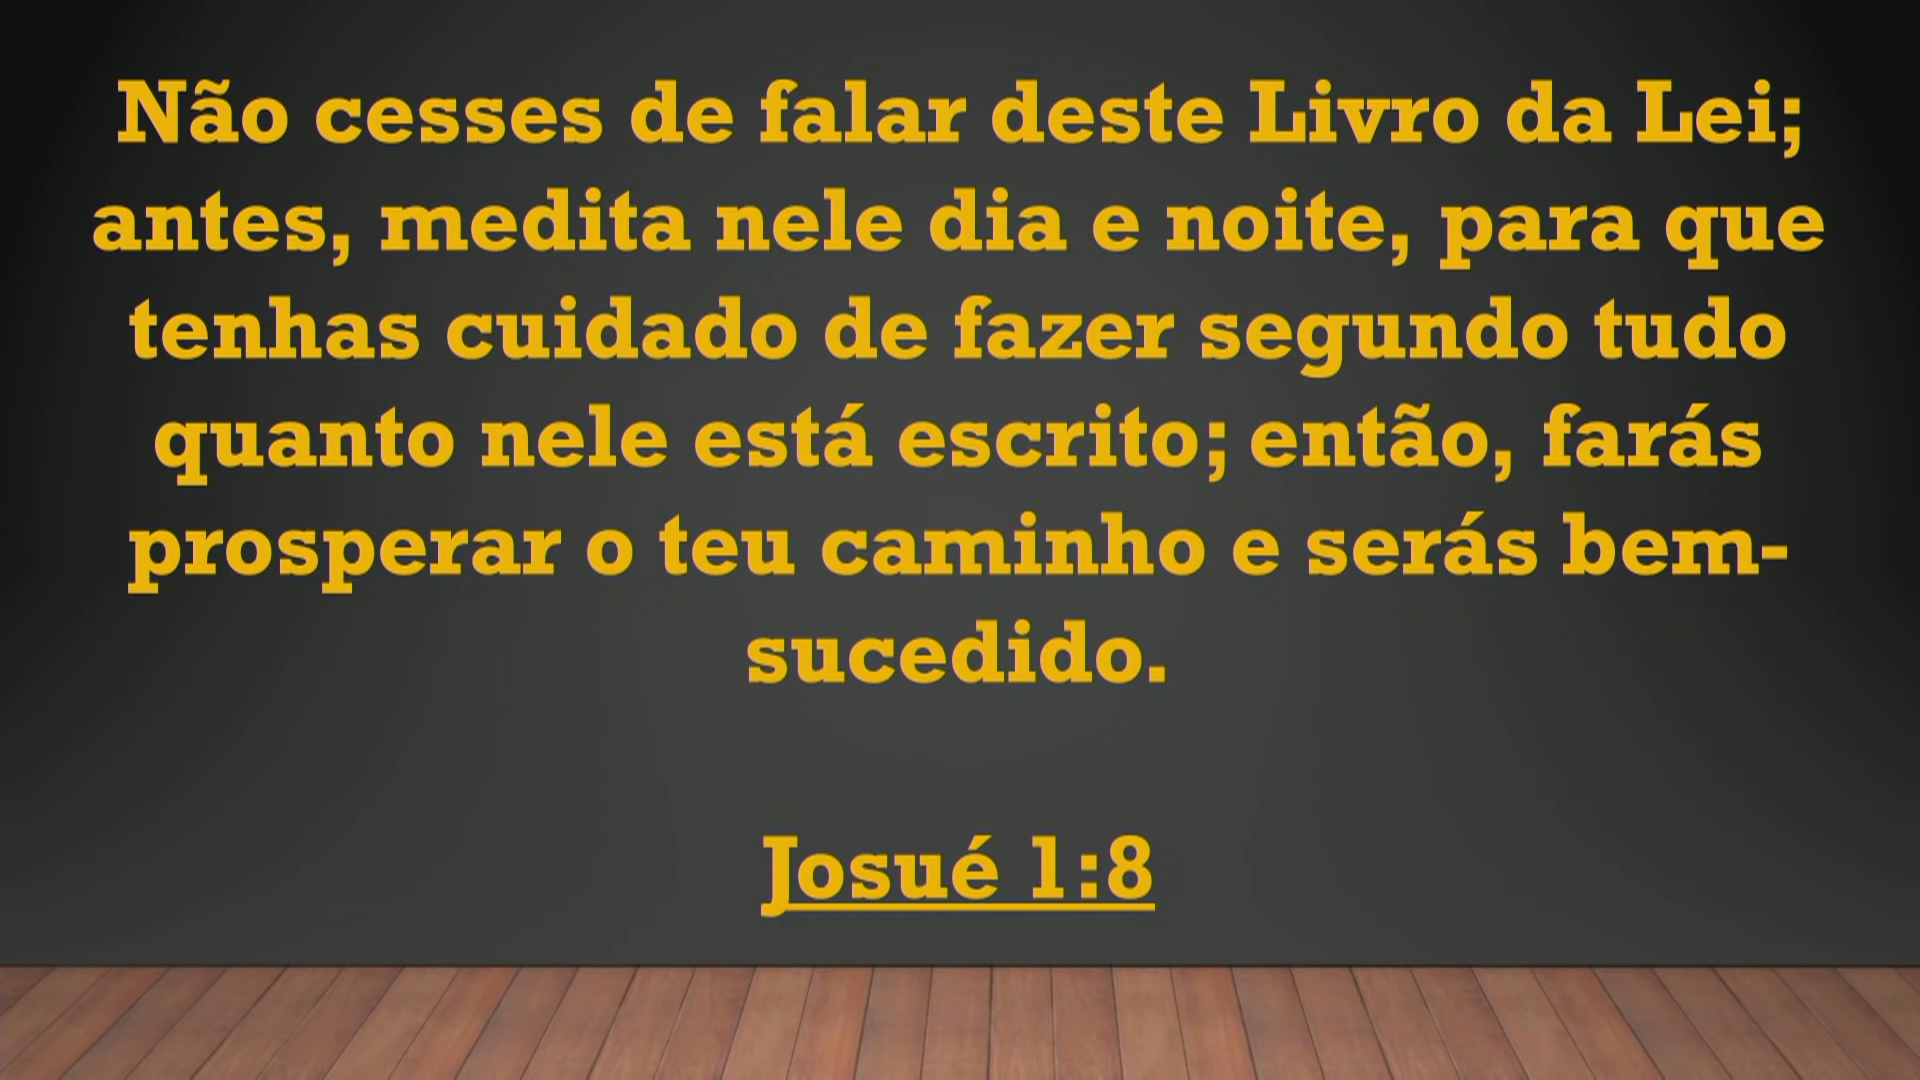 Não cesses de falar deste Livro da Lei;
antes, medita nele dia e noite, para que
tenhas cuidado de fazer segundo tudo
quanto nele está escrito; então, farás
prosperar o teu caminho e serás bem-
sucedido.
Josué 1:8